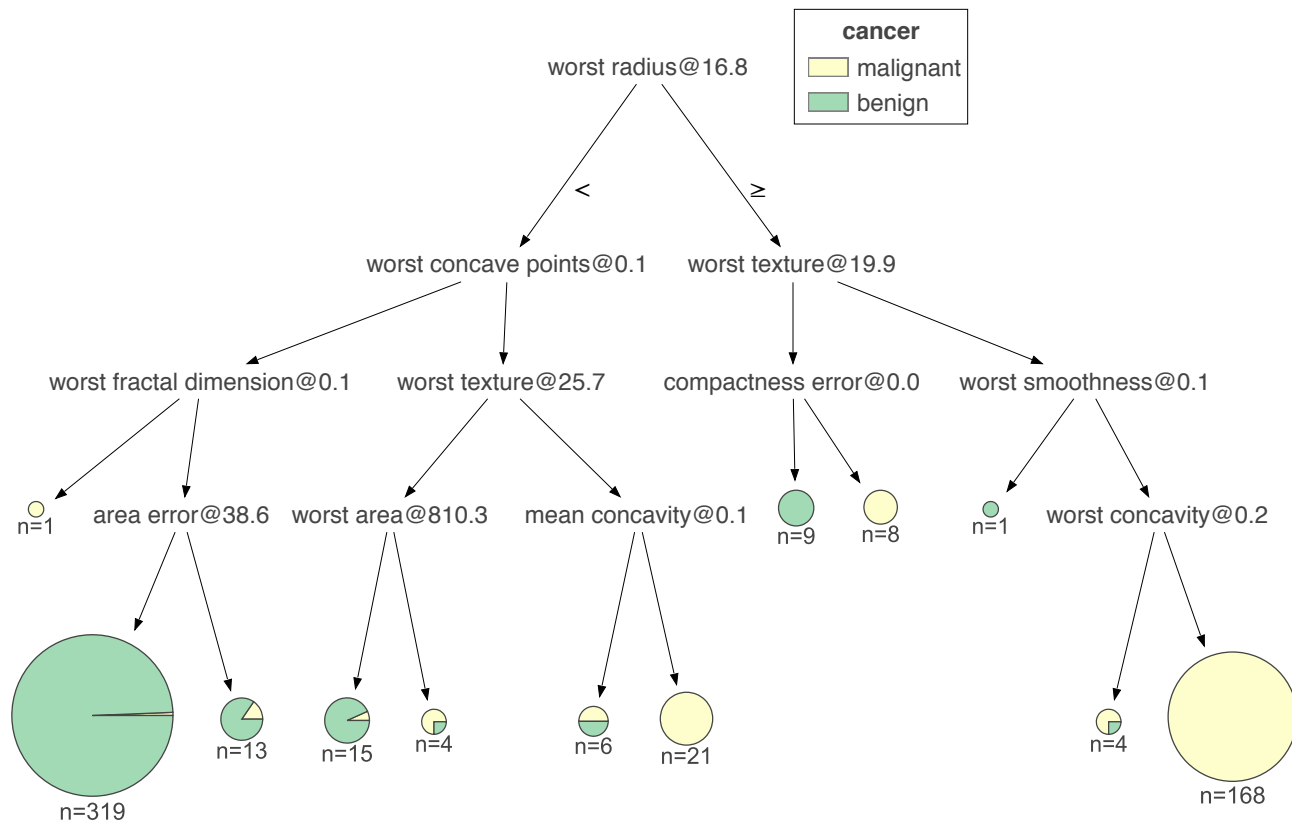 cancer
malignant
benign
worst radius@16.8
<
≥
worst concave points@0.1
worst texture@19.9
worst fractal dimension@0.1
worst texture@25.7
compactness error@0.0
worst smoothness@0.1
n=1
area error@38.6
worst area@810.3
mean concavity@0.1
n=9
n=8
n=1
worst concavity@0.2
n=319
n=13
n=15
n=4
n=6
n=21
n=4
n=168